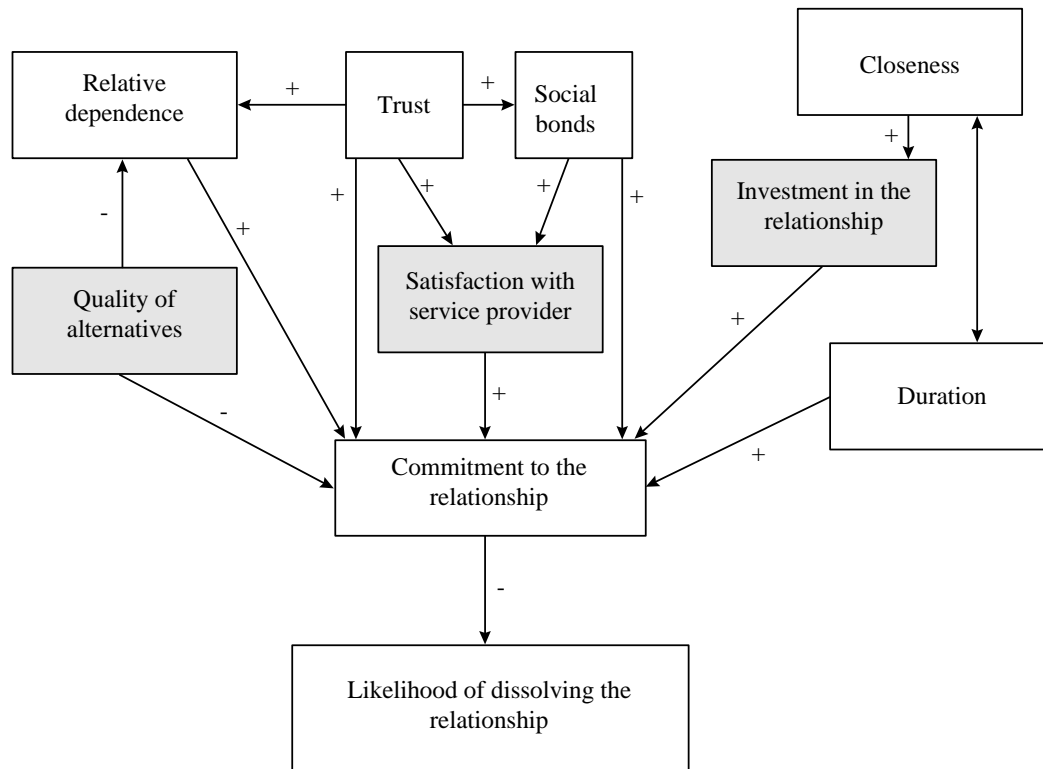 Relative
dependence
+
Trust
+
Social
bonds
Closeness
+
Investment in the
relationship
-
+
+
+
+
+
Quality of
alternatives
Satisfaction with
service provider
+
-
+
Duration
+
Commitment to the
relationship
-
Likelihood of dissolving the
relationship